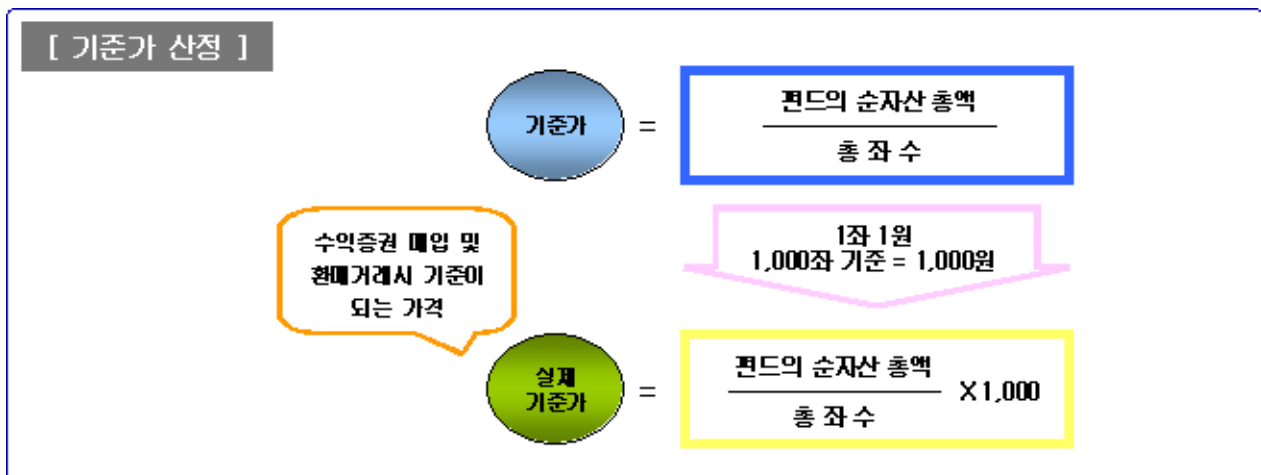 [ 기준가 산정 ]
기준가
=
펀드의 순자산 총액
총 좌 수
1좌 1원
1,000좌 기준 = 1,000원
수익증권 매입 및
환매거래시 기준이
되는 가격
실제
기준가
=
펀드의 순자산 총액
총 좌 수
X 1,000